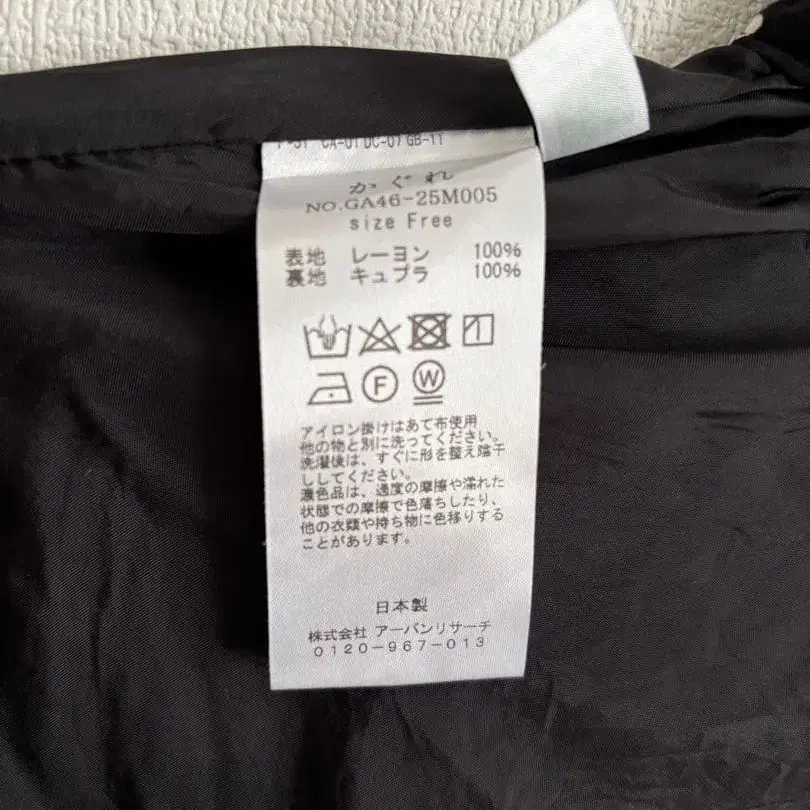 CA-01 DC-07 GB-11
かぐれ
NO.GA46-25M005
size Free
表地 レーヨン 100%
裏地 キュプラ 100%
F W
アイロン掛けはあて布使用
他の物と別に洗ってください。
洗濯後は、すぐに形を整え陰干
ししてください。
濃色品は、過度の摩擦や濡れた
状態での摩擦で色落ちしたり、
他の衣類や持ち物に色移りする
ことがあります。
日本製
株式会社 アーバンリサーチ
0120-967-013